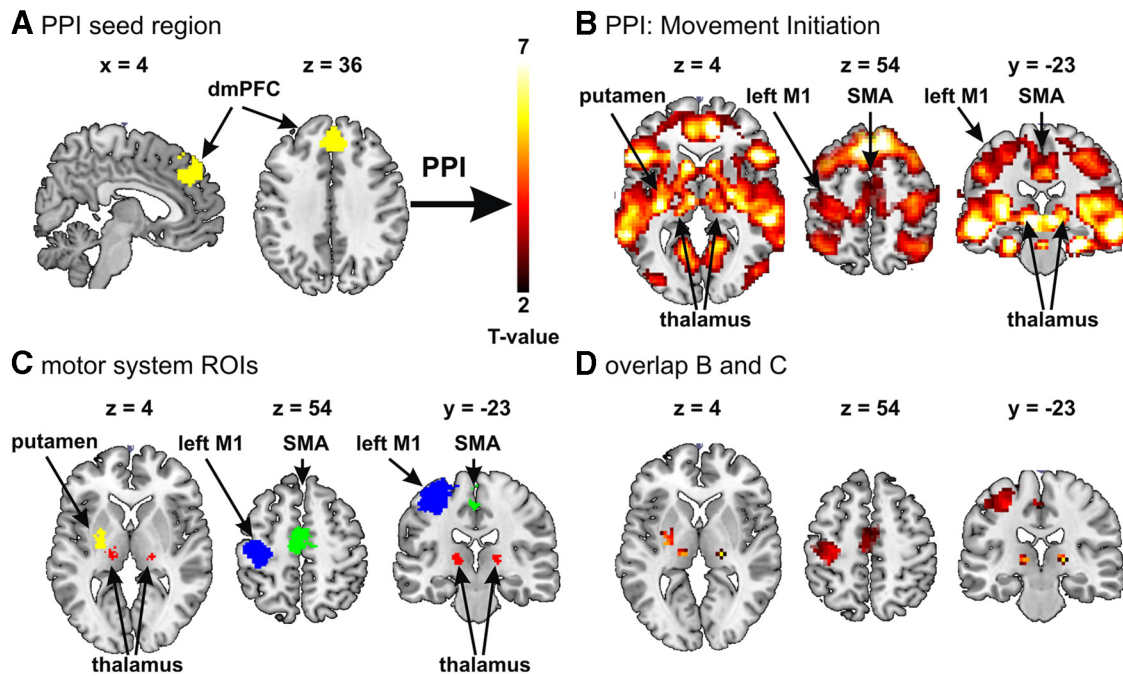 A PPI seed region
x = 4
z = 36
dmPFC
PPI
7
2
T-value
B PPI: Movement Initiation
z = 4
z = 54
y = -23
putamen
left M1
SMA
left M1
SMA
thalamus
thalamus
C motor system ROIs
z = 4
z = 54
y = -23
putamen
left M1
SMA
left M1
SMA
thalamus
thalamus
D overlap B and C
z = 4
z = 54
y = -23